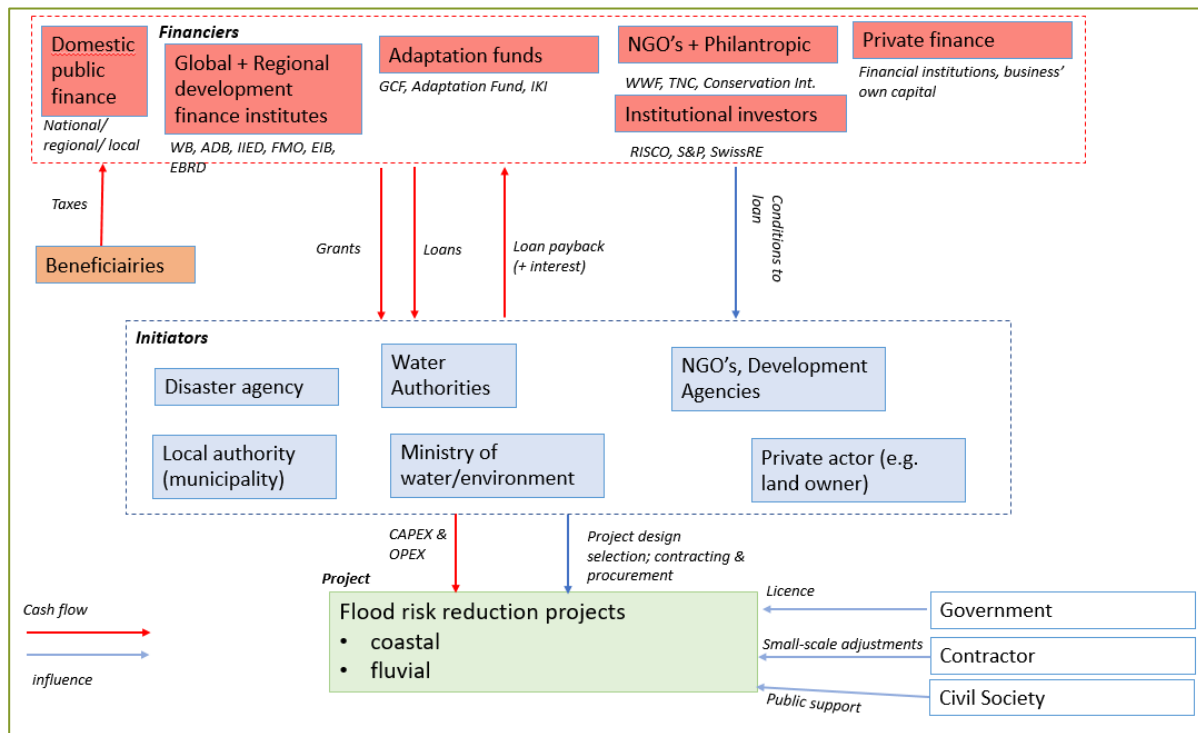 Financiers
Domestic
public
finance
National/
regional/ local
Global + Regional
development
finance institutes
WB, ADB, IIED, FMO, EIB,
EBRD
Adaptation funds
GCF, Adaptation Fund, IKI
NGO's + Philantropic
WWF, TNC, Conservation Int.
Institutional investors
RISCO, S&P, SwissRE
Private finance
Financial institutions, business'
own capital
Taxes
Beneficiairies
Grants
Loans
Loan payback
(+ interest)
Conditions to
loan
Initiators
Disaster agency
Water
Authorities
NGO's, Development
Agencies
Local authority
(municipality)
Ministry of
water/environment
Private actor (e.g.
land owner)
CAPEX &
OPEX
Project design
selection; contracting &
procurement
Project
Flood risk reduction projects
• coastal
• fluvial
Cash flow
influence
Licence
Government
Small-scale adjustments
Contractor
Public support
Civil Society